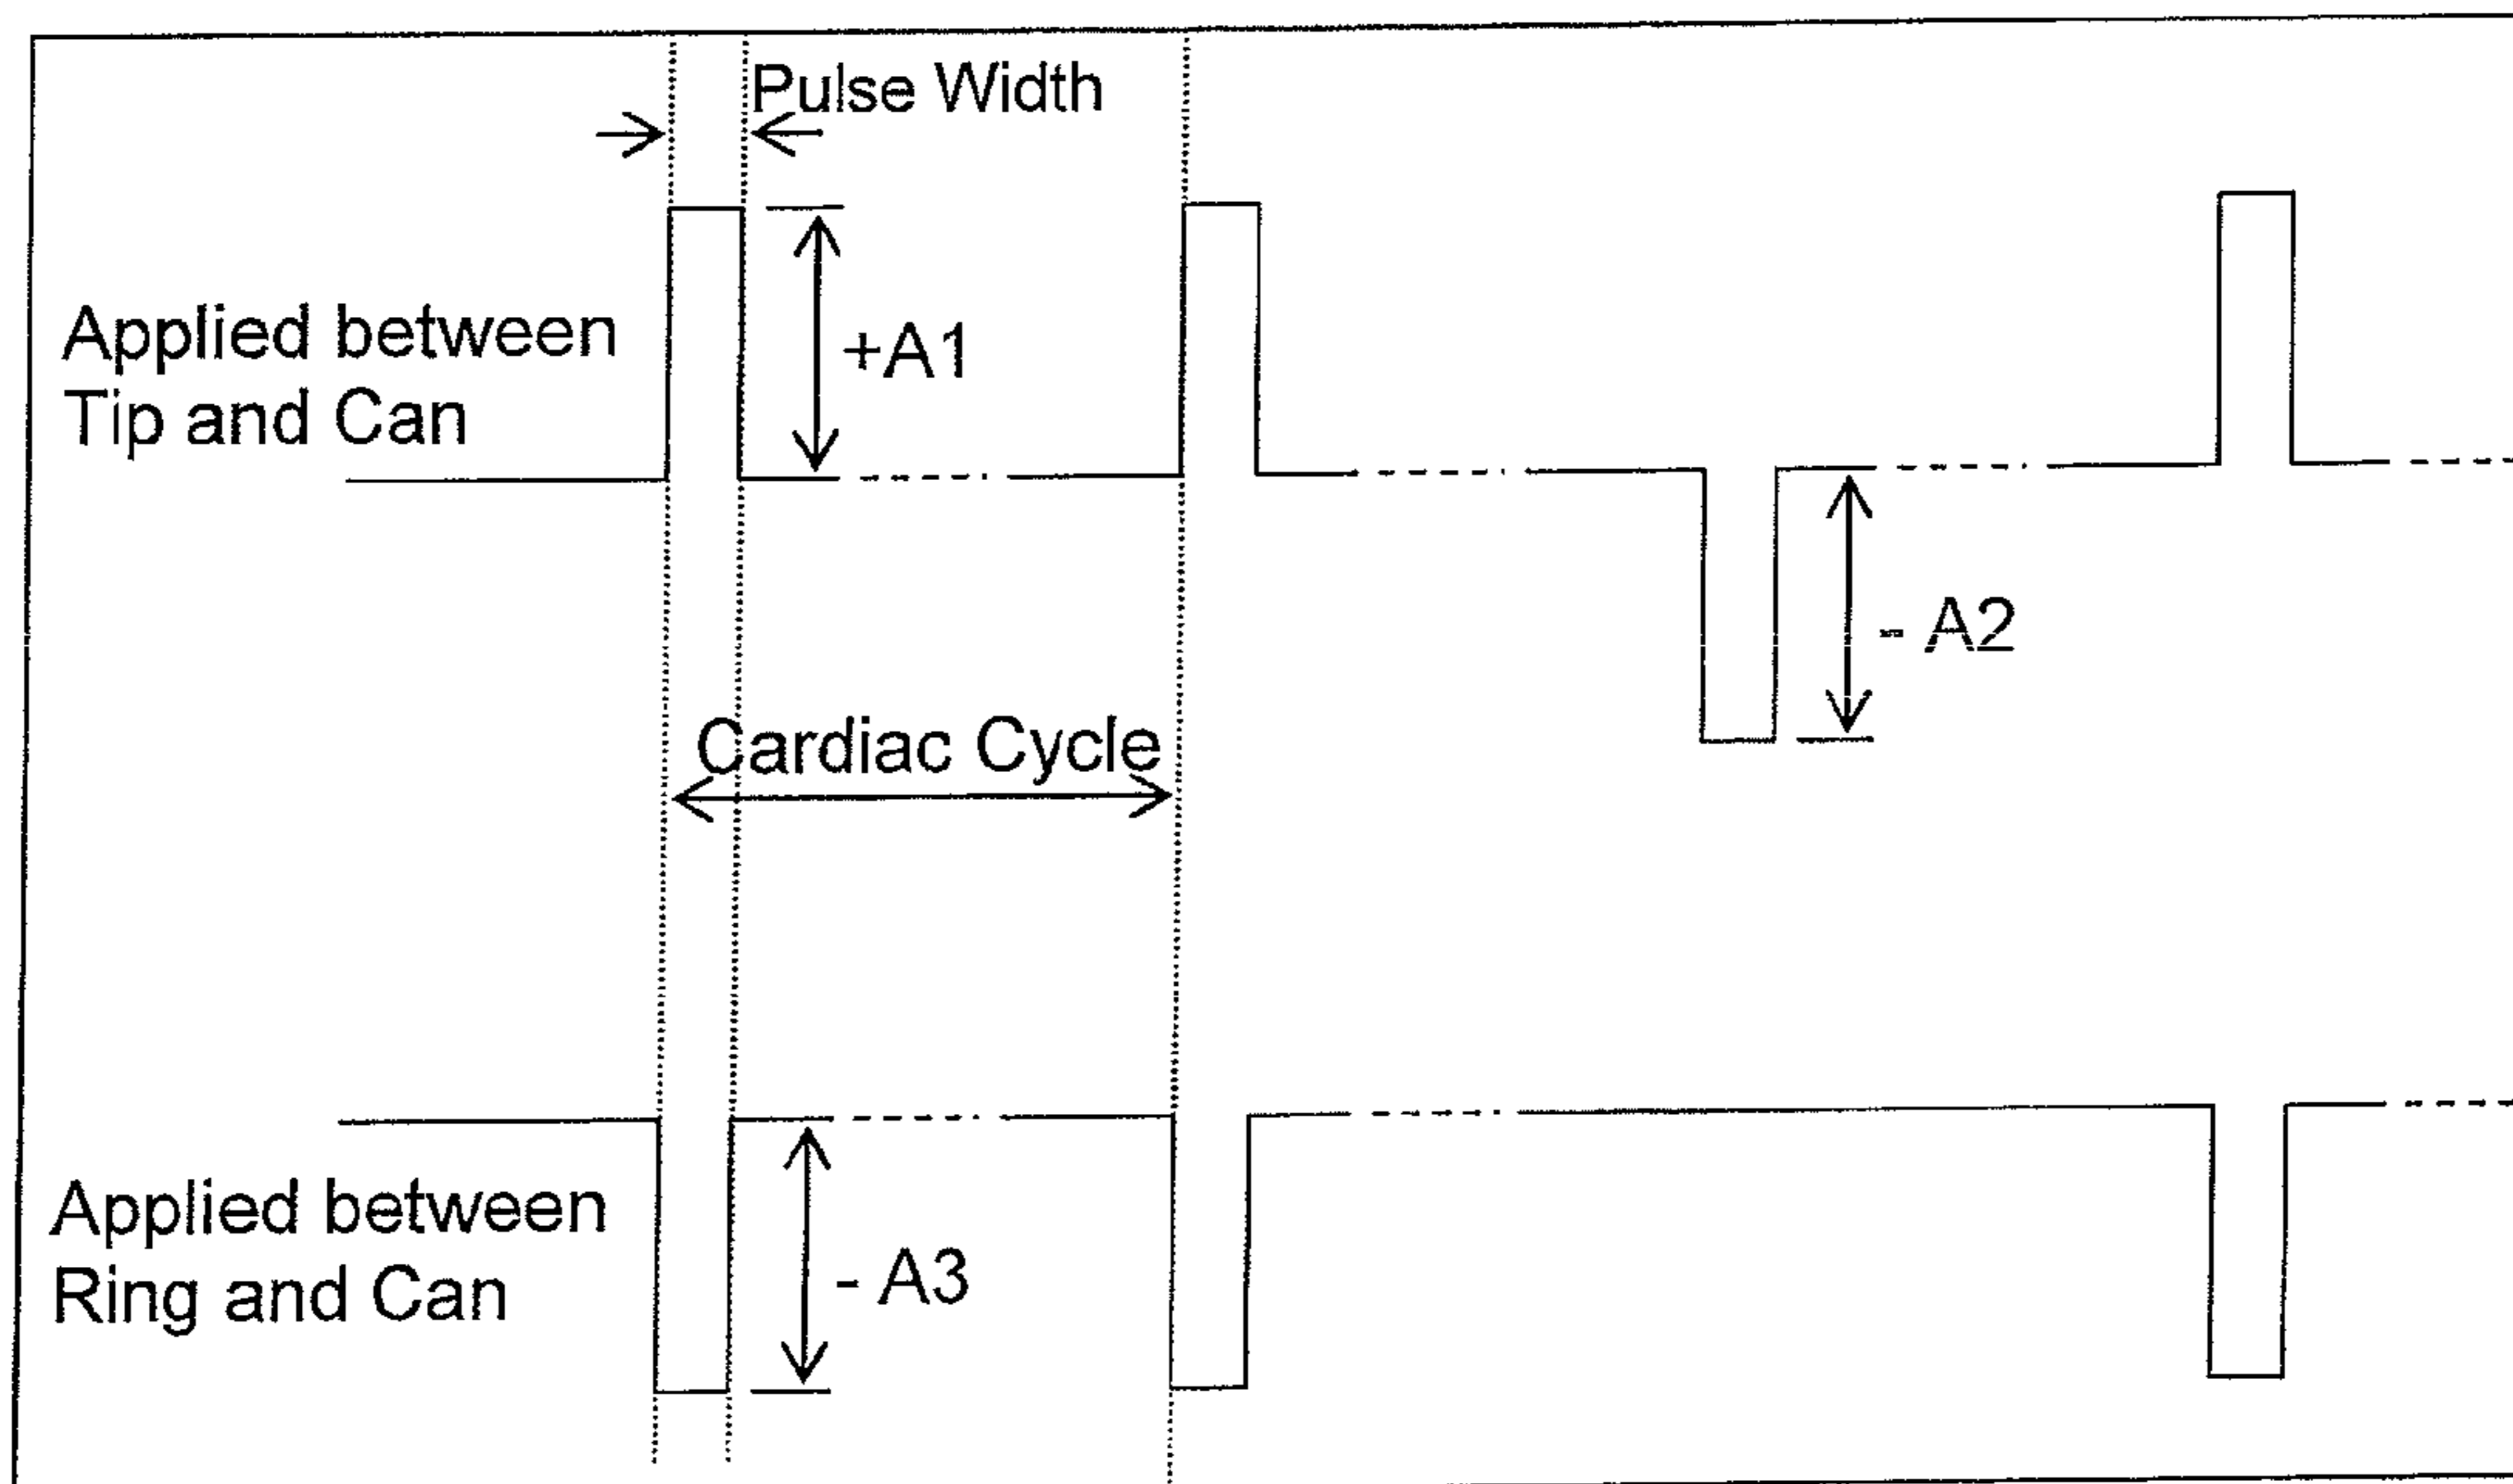 Pulse Width
Applied between
Tip and Can
+A1
- A2
Cardiac Cycle
Applied between
Ring and Can
- A3